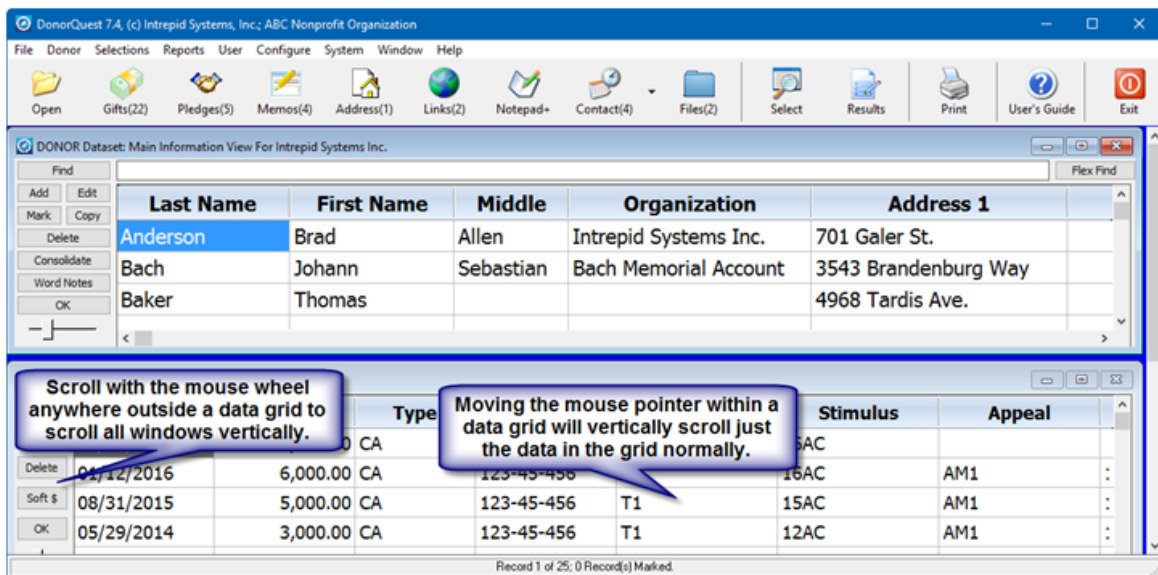 DonorQuest 7.4, (c) Intrepid Systems, Inc.; ABC Nonprofit Organization
File Donor Selections Reports User Configure System Window Help
Open Gifts(22) Pledges(5) Memos(4) Address(1) Links(2) Notepad+ Contact(4) Files(2) Select Results Print User's Guide Exit
DONOR Dataset: Main Information View For Intrepid Systems Inc.
Find Flex Find
Add Edit
Mark Copy
Delete
Consolidate
Word Notes
OK
Last Name First Name Middle Organization Address 1
Anderson Brad Allen Intrepid Systems Inc. 701 Galer St.
Bach Johann Sebastian Bach Memorial Account 3543 Brandenburg Way
Baker Thomas 4968 Tardis Ave.
Scroll with the mouse wheel
anywhere outside a data grid to
scroll all windows vertically.
Moving the mouse pointer within a
data grid will vertically scroll just
the data in the grid normally.
Type Stimulus Appeal
CA
Delete 01/12/2016 6,000.00 CA 123-45-456 16AC AM1
Soft $ 08/31/2015 5,000.00 CA 123-45-456 T1 15AC AM1
OK 05/29/2014 3,000.00 CA 123-45-456 T1 12AC AM1
Record 1 of 25; 0 Record(s) Marked.